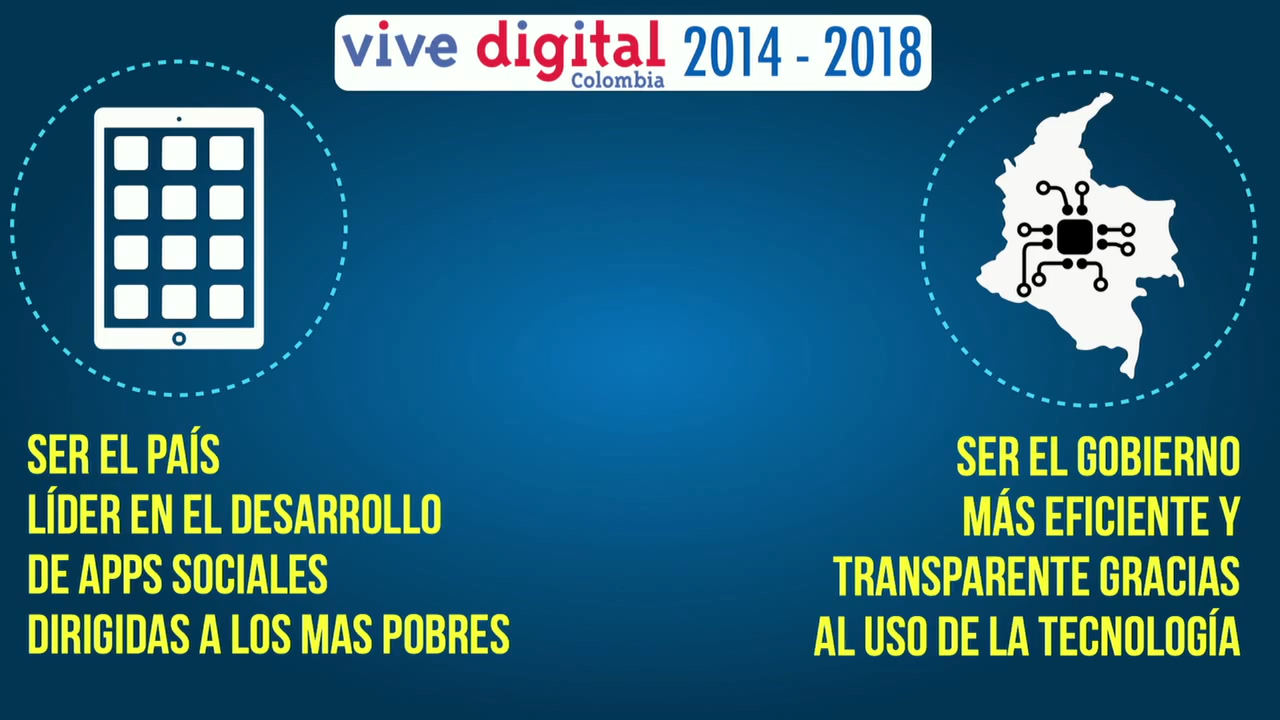 vive digital 2014 - 2018
Colombia
SER EL PAÍS
LÍDER EN EL DESARROLLO
DE APPS SOCIALES
DIRIGIDAS A LOS MAS POBRES
SER EL GOBIERNO
MÁS EFICIENTE Y
TRANSPARENTE GRACIAS
AL USO DE LA TECNOLOGÍA